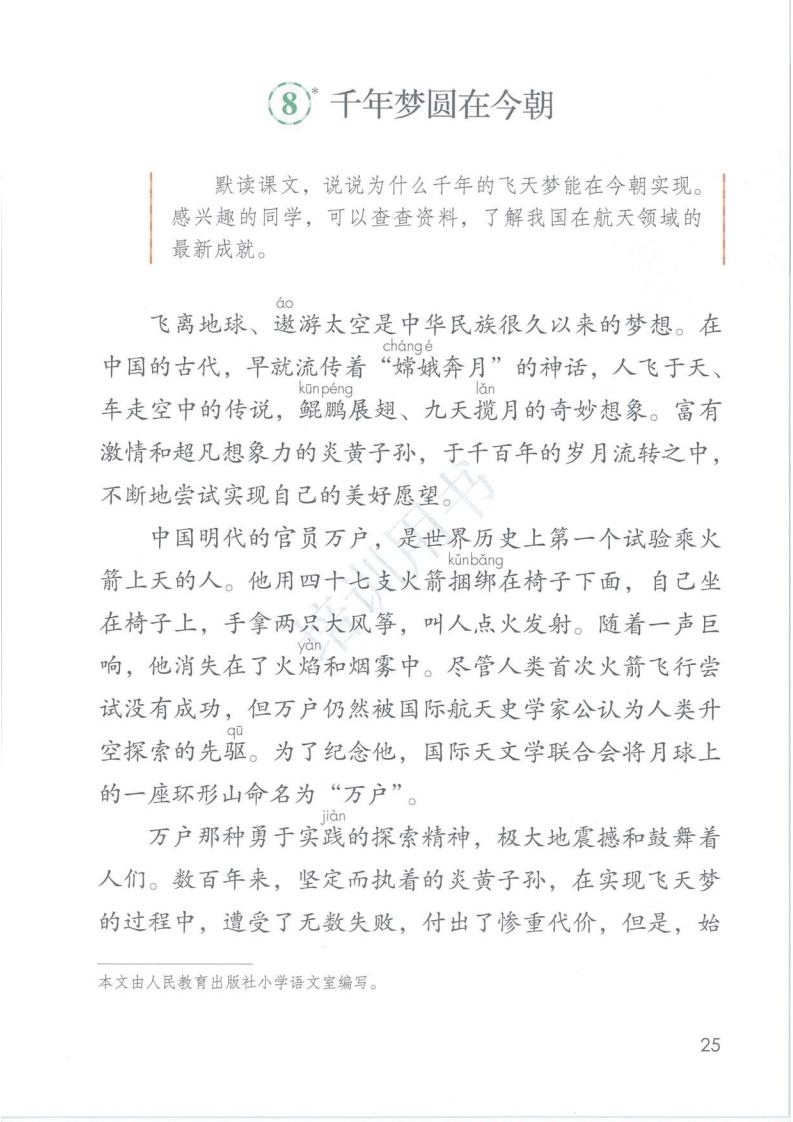 8* 千年梦圆在今朝
默读课文，说说为什么千年的飞天梦能在今朝实现。
感兴趣的同学，可以查查资料，了解我国在航天领域的
最新成就。
áo
飞离地球、遨游太空是中华民族很久以来的梦想。在
cháng é
中国的古代，早就流传着“嫦娥奔月”的神话，人飞于天、
kūn péng lǎn
车走空中的传说，鲲鹏展翅、九天揽月的奇妙想象。富有
激情和超凡想象力的炎黄子孙，于千百年的岁月流转之中，
不断地尝试实现自己的美好愿望。
中国明代的官员万户，是世界历史上第一个试验乘火
kǔn bǎng
箭上天的人。他用四十七支火箭捆绑在椅子下面，自己坐
在椅子上，手拿两只大风筝，叫人点火发射。随着一声巨
yàn
响，他消失在了火焰和烟雾中。尽管人类首次火箭飞行尝
试没有成功，但万户仍然被国际航天史学家公认为人类升
qū
空探索的先驱。为了纪念他，国际天文学联合会将月球上
的一座环形山命名为“万户”。
jiàn
万户那种勇于实践的探索精神，极大地震撼和鼓舞着
人们。数百年来，坚定而执着的炎黄子孙，在实现飞天梦
的过程中，遭受了无数失败，付出了惨重代价，但是，始
本文由人民教育出版社小学语文室编写。
25
培训用书